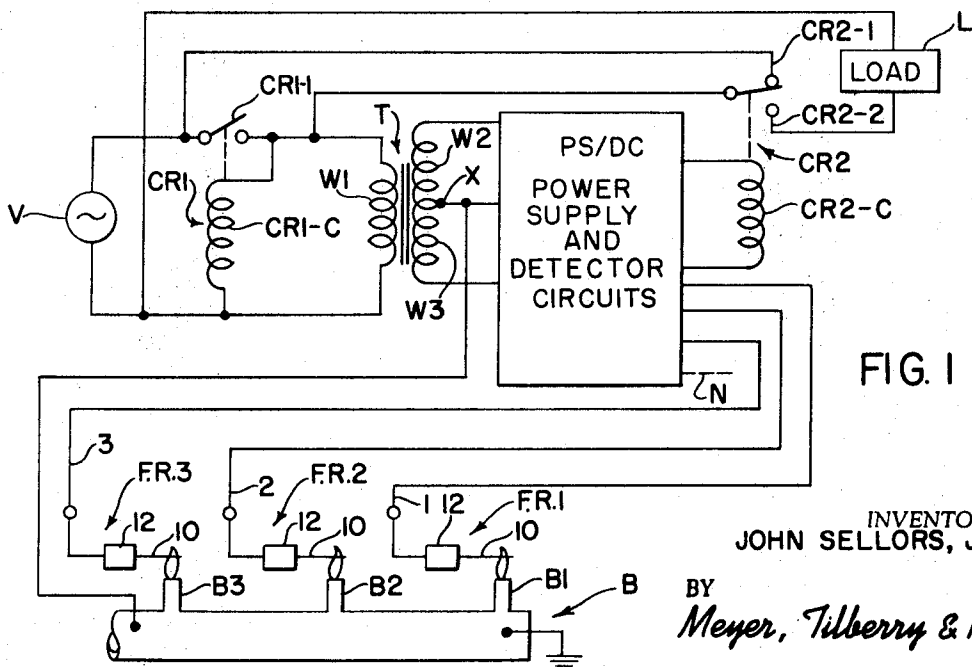 CR2-1
L
CR1-1
LOAD
T
W2
PS/DC
CR2-2
X
POWER
SUPPLY
AND
DETECTOR
CIRCUITS
CR2
CR1
W1
V
CR1-C
CR2-C
W3
FIG. 1
N
3
F.R.3
2
F.R.2
1
12
F.R.1
12
10
12
10
10
INVENTO
JOHN SELLORS, J
B3
B2
B1
B
BY
Meyer, Tilberry &